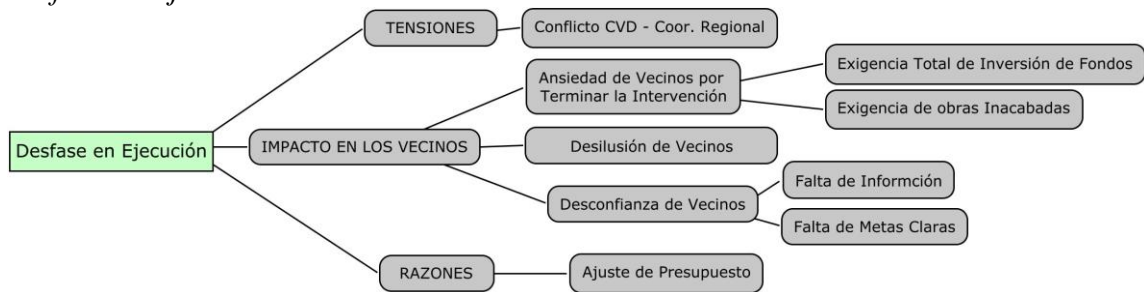 TENSIONES
Conflicto CVD - Coor. Regional
Ansiedad de Vecinos por
Terminar la Intervención
Exigencia Total de Inversión de Fondos
Exigencia de obras Inacabadas
Desfase en Ejecución
IMPACTO EN LOS VECINOS
Desilusión de Vecinos
Desconfianza de Vecinos
Falta de Informción
Falta de Metas Claras
RAZONES
Ajuste de Presupuesto